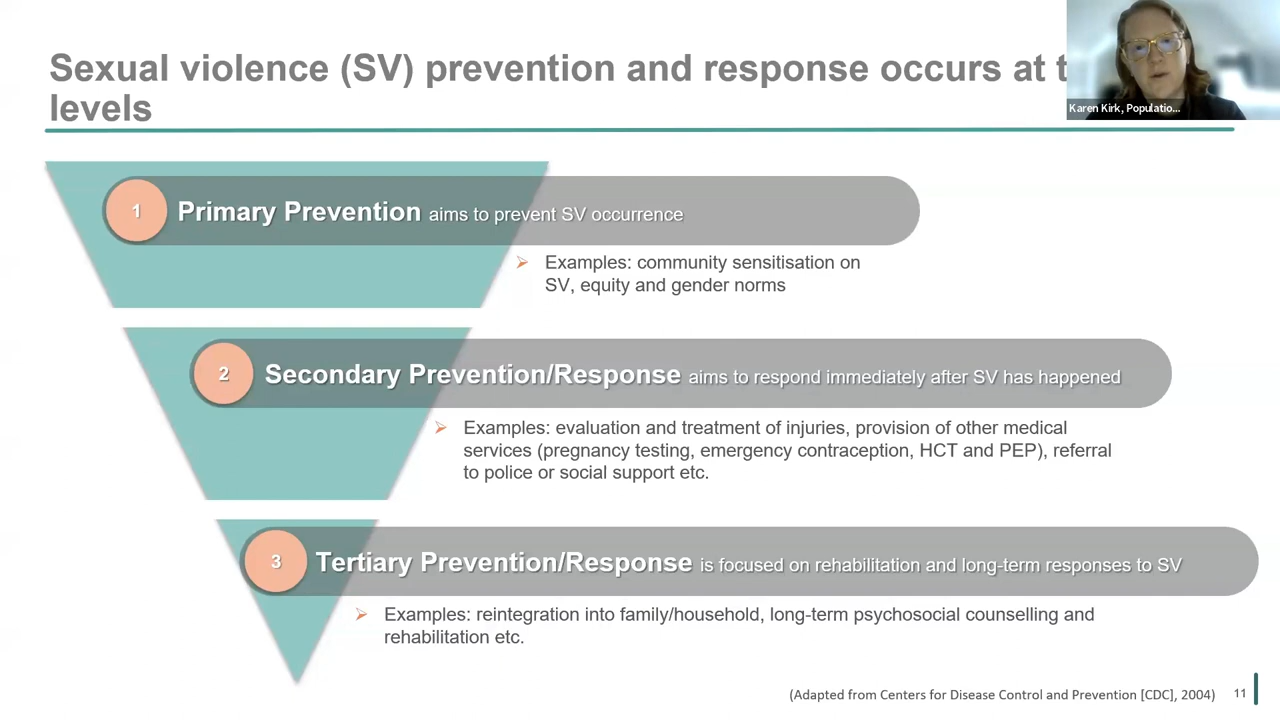 Sexual violence (SV) prevention and response occurs at
levels
Karen Kirk, Populatio...
1
Primary Prevention aims to prevent SV occurrence
➢ Examples: community sensitisation on
SV, equity and gender norms
2
Secondary Prevention/Response aims to respond immediately after SV has happened
➢ Examples: evaluation and treatment of injuries, provision of other medical
services (pregnancy testing, emergency contraception, HCT and PEP), referral
to police or social support etc.
3
Tertiary Prevention/Response is focused on rehabilitation and long-term responses to SV
➢ Examples: reintegration into family/household, long-term psychosocial counselling and
rehabilitation etc.
(Adapted from Centers for Disease Control and Prevention [CDC], 2004)
11